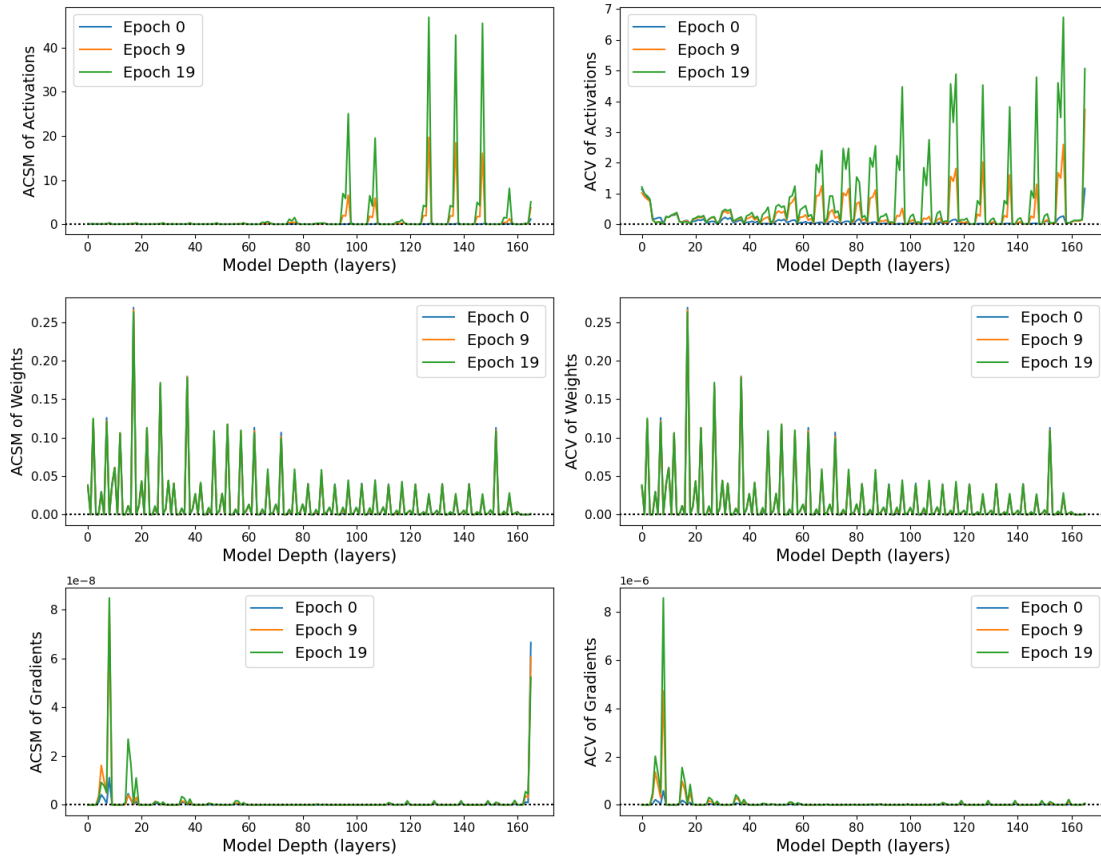 Epoch 0
Epoch 9
Epoch 19
ACSM of Activations
40
30
20
10
0
0 20 40 60 80 100 120 140 160
Model Depth (layers)
Epoch 0
Epoch 9
Epoch 19
ACV of Activations
7
6
5
4
3
2
1
0
0 20 40 60 80 100 120 140 160
Model Depth (layers)
Epoch 0
Epoch 9
Epoch 19
ACSM of Weights
0.25
0.20
0.15
0.10
0.05
0.00
0 20 40 60 80 100 120 140 160
Model Depth (layers)
Epoch 0
Epoch 9
Epoch 19
ACV of Weights
0.25
0.20
0.15
0.10
0.05
0.00
0 20 40 60 80 100 120 140 160
Model Depth (layers)
1e−8
Epoch 0
Epoch 9
Epoch 19
ACSM of Gradients
8
6
4
2
0
0 20 40 60 80 100 120 140 160
Model Depth (layers)
1e−6
Epoch 0
Epoch 9
Epoch 19
ACV of Gradients
8
6
4
2
0
0 20 40 60 80 100 120 140 160
Model Depth (layers)